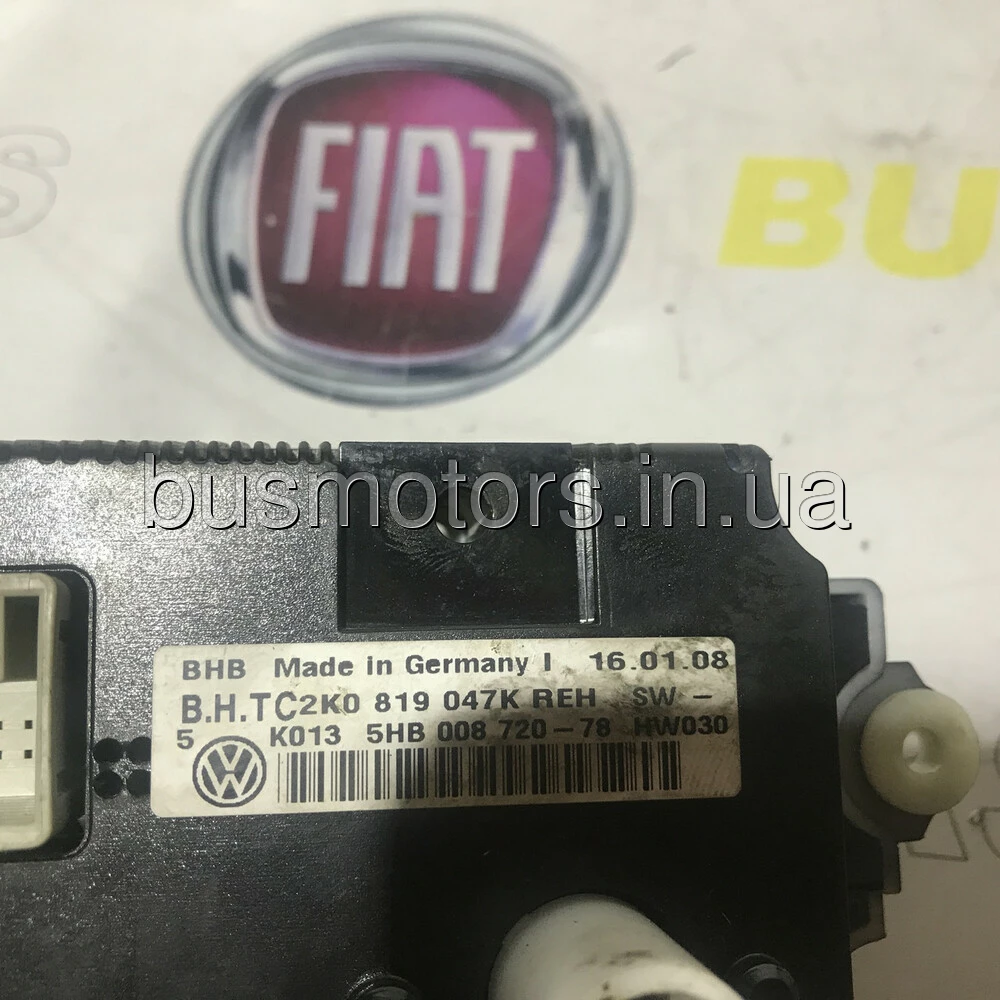 FIAT
BU
S
busmotors.in.ua
BHB Made in Germany I 16.01.08
B.H.TC2K0 819 047K REH SW -
5 K013 5HB 008 720-78 HW030
VW